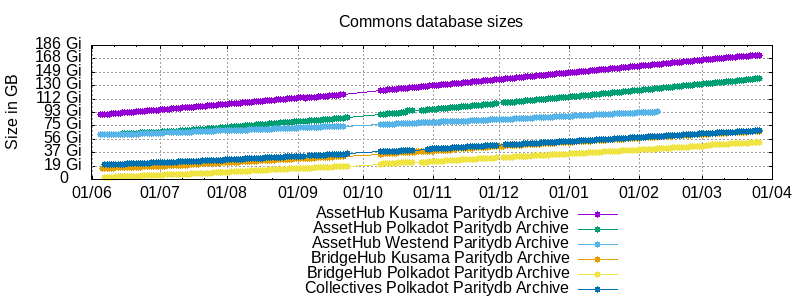 Commons database sizes
186 Gi
168 Gi
149 Gi
130 Gi
112 Gi
93 Gi
75 Gi
56 Gi
37 Gi
19 Gi
0
Size in GB
01/06 01/07 01/08 01/09 01/10 01/11 01/12 01/01 01/02 01/03 01/04
AssetHub Kusama Paritydb Archive
AssetHub Polkadot Paritydb Archive
AssetHub Westend Paritydb Archive
BridgeHub Kusama Paritydb Archive
BridgeHub Polkadot Paritydb Archive
Collectives Polkadot Paritydb Archive